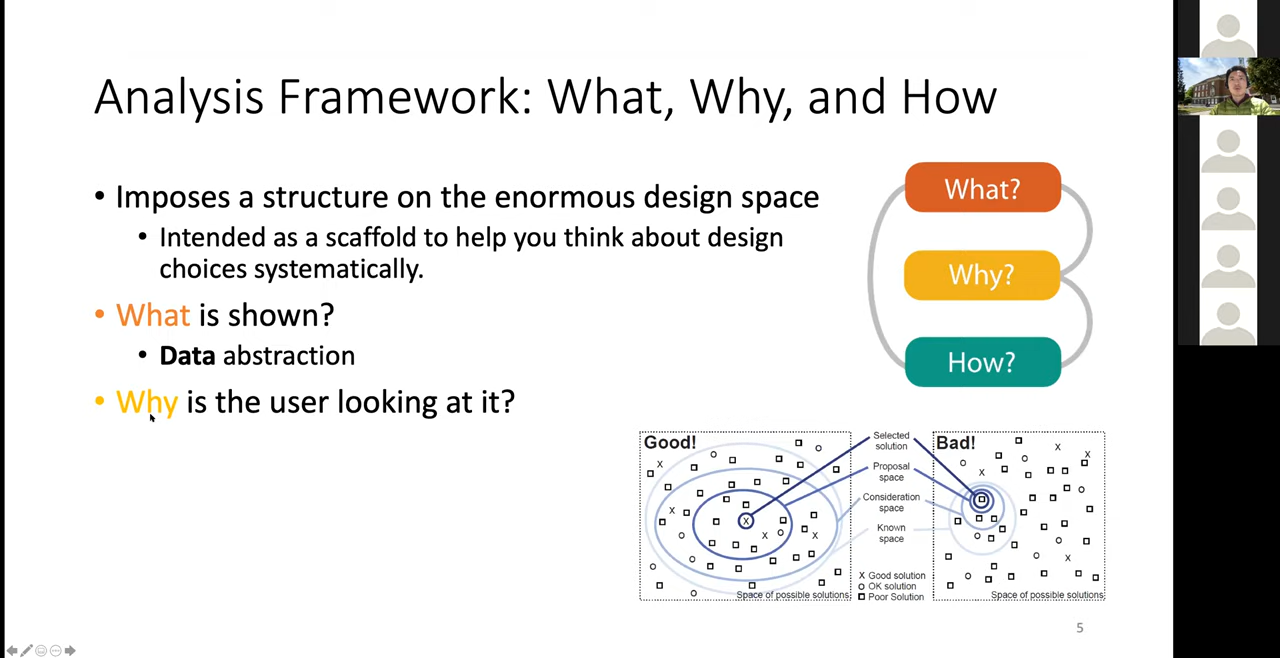 Analysis Framework: What, Why, and How
• Imposes a structure on the enormous design space
• Intended as a scaffold to help you think about design
choices systematically.
• What is shown?
• Data abstraction
• Why is the user looking at it?
What?
Why?
How?
Good!
Selected
solution
Proposal
space
Consideration
space
Known
space
X Good solution
O OK solution
Poor Solution
Space of possible solutions
Bad!
Space of possible solutions
5